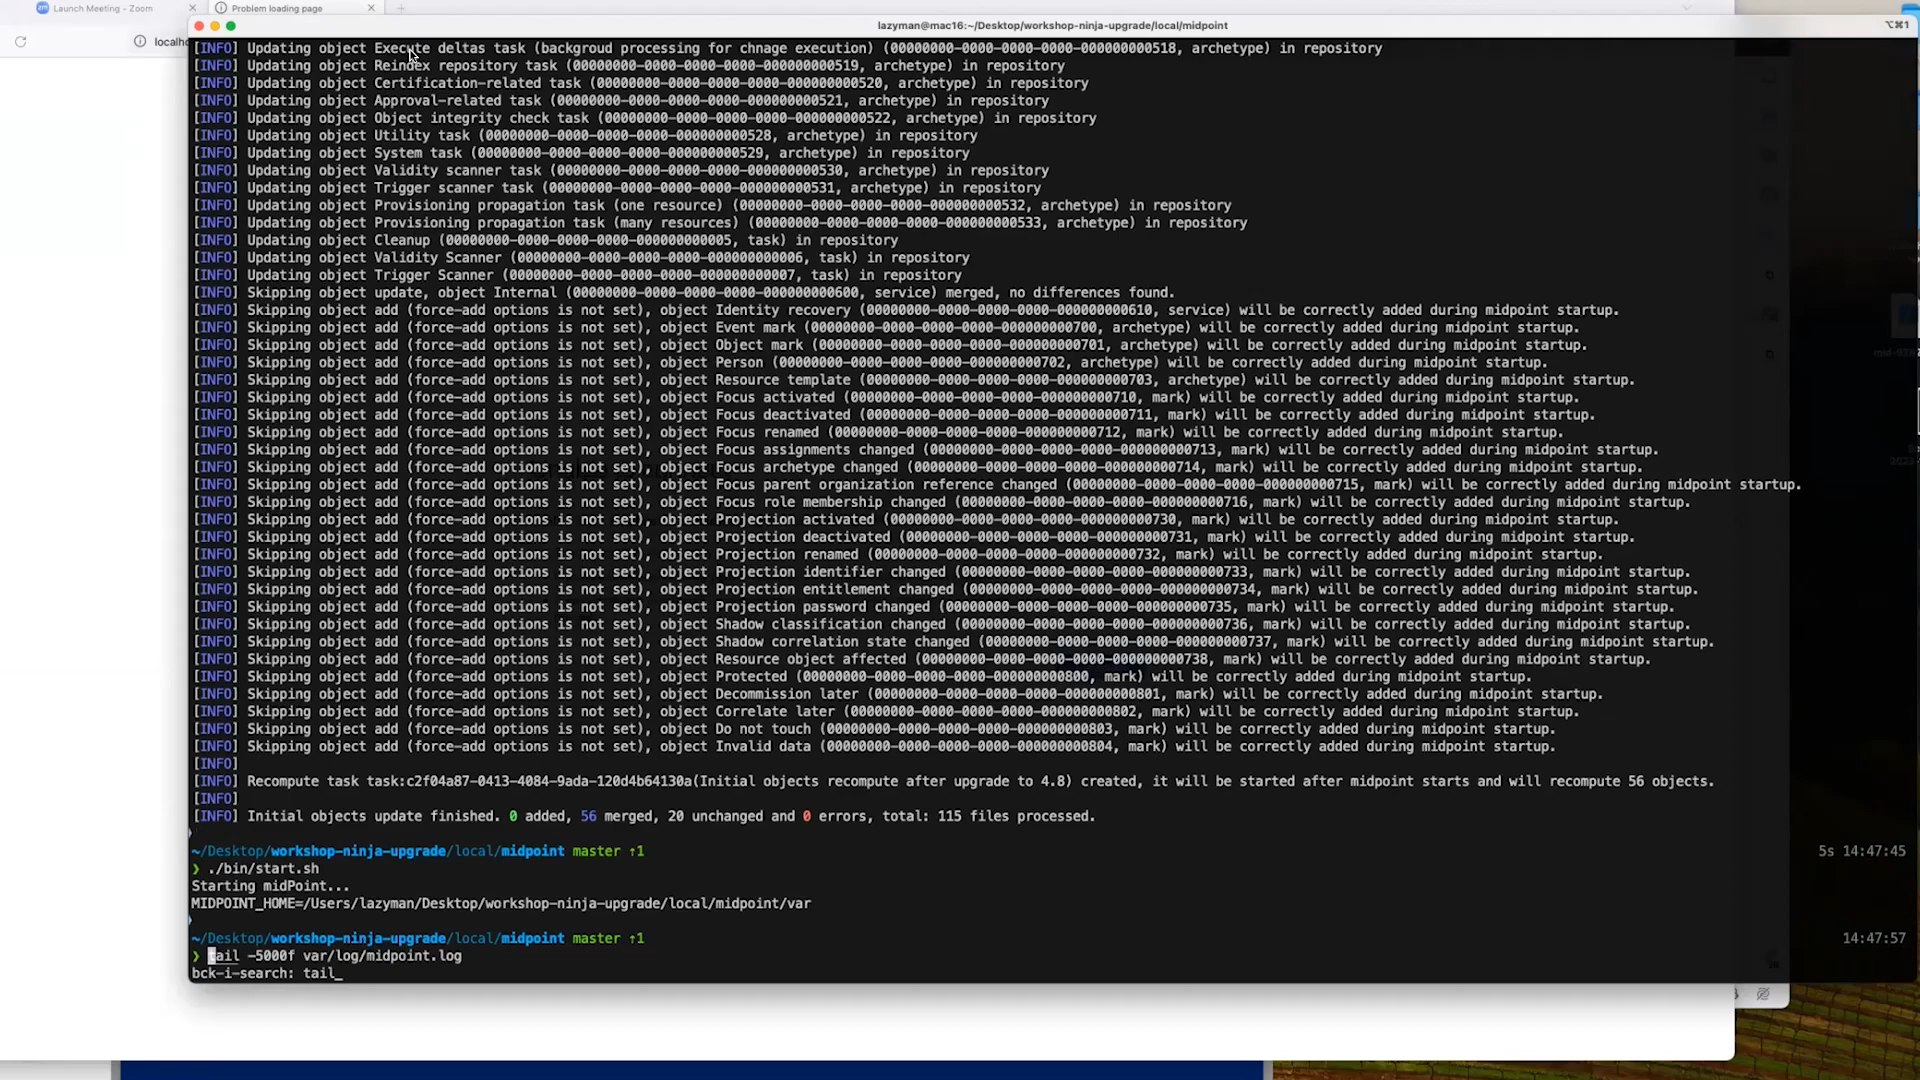 Launch Meeting - Zoom
Problem loading page
lazyman@mac16:~/Desktop/workshop-ninja-upgrade/local/midpoint
⌥⌘1
localho
[INFO] Updating object Execute deltas task (backgroud processing for chnage execution) (00000000-0000-0000-0000-000000000518, archetype) in repository
[INFO] Updating object Reindex repository task (00000000-0000-0000-0000-000000000519, archetype) in repository
[INFO] Updating object Certification-related task (00000000-0000-0000-0000-000000000520, archetype) in repository
[INFO] Updating object Approval-related task (00000000-0000-0000-0000-000000000521, archetype) in repository
[INFO] Updating object Object integrity check task (00000000-0000-0000-0000-000000000522, archetype) in repository
[INFO] Updating object Utility task (00000000-0000-0000-0000-000000000528, archetype) in repository
[INFO] Updating object System task (00000000-0000-0000-0000-000000000529, archetype) in repository
[INFO] Updating object Validity scanner task (00000000-0000-0000-0000-000000000530, archetype) in repository
[INFO] Updating object Trigger scanner task (00000000-0000-0000-0000-000000000531, archetype) in repository
[INFO] Updating object Provisioning propagation task (one resource) (00000000-0000-0000-0000-000000000532, archetype) in repository
[INFO] Updating object Provisioning propagation task (many resources) (00000000-0000-0000-0000-000000000533, archetype) in repository
[INFO] Updating object Cleanup (00000000-0000-0000-0000-000000000005, task) in repository
[INFO] Updating object Validity Scanner (00000000-0000-0000-0000-000000000006, task) in repository
[INFO] Updating object Trigger Scanner (00000000-0000-0000-0000-000000000007, task) in repository
[INFO] Skipping object update, object Internal (00000000-0000-0000-0000-000000000600, service) merged, no differences found.
[INFO] Skipping object add (force-add options is not set), object Identity recovery (00000000-0000-0000-0000-000000000610, service) will be correctly added during midpoint startup.
[INFO] Skipping object add (force-add options is not set), object Event mark (00000000-0000-0000-0000-000000000700, archetype) will be correctly added during midpoint startup.
[INFO] Skipping object add (force-add options is not set), object Object mark (00000000-0000-0000-0000-000000000701, archetype) will be correctly added during midpoint startup.
[INFO] Skipping object add (force-add options is not set), object Person (00000000-0000-0000-0000-000000000702, archetype) will be correctly added during midpoint startup.
[INFO] Skipping object add (force-add options is not set), object Resource template (00000000-0000-0000-0000-000000000703, archetype) will be correctly added during midpoint startup.
[INFO] Skipping object add (force-add options is not set), object Focus activated (00000000-0000-0000-0000-000000000710, mark) will be correctly added during midpoint startup.
[INFO] Skipping object add (force-add options is not set), object Focus deactivated (00000000-0000-0000-0000-000000000711, mark) will be correctly added during midpoint startup.
[INFO] Skipping object add (force-add options is not set), object Focus renamed (00000000-0000-0000-0000-000000000712, mark) will be correctly added during midpoint startup.
[INFO] Skipping object add (force-add options is not set), object Focus assignments changed (00000000-0000-0000-0000-000000000713, mark) will be correctly added during midpoint startup.
[INFO] Skipping object add (force-add options is not set), object Focus archetype changed (00000000-0000-0000-0000-000000000714, mark) will be correctly added during midpoint startup.
[INFO] Skipping object add (force-add options is not set), object Focus parent organization reference changed (00000000-0000-0000-0000-000000000715, mark) will be correctly added during midpoint startup.
[INFO] Skipping object add (force-add options is not set), object Focus role membership changed (00000000-0000-0000-0000-000000000716, mark) will be correctly added during midpoint startup.
[INFO] Skipping object add (force-add options is not set), object Projection activated (00000000-0000-0000-0000-000000000730, mark) will be correctly added during midpoint startup.
[INFO] Skipping object add (force-add options is not set), object Projection deactivated (00000000-0000-0000-0000-000000000731, mark) will be correctly added during midpoint startup.
[INFO] Skipping object add (force-add options is not set), object Projection renamed (00000000-0000-0000-0000-000000000732, mark) will be correctly added during midpoint startup.
[INFO] Skipping object add (force-add options is not set), object Projection identifier changed (00000000-0000-0000-0000-000000000733, mark) will be correctly added during midpoint startup.
[INFO] Skipping object add (force-add options is not set), object Projection entitlement changed (00000000-0000-0000-0000-000000000734, mark) will be correctly added during midpoint startup.
[INFO] Skipping object add (force-add options is not set), object Projection password changed (00000000-0000-0000-0000-000000000735, mark) will be correctly added during midpoint startup.
[INFO] Skipping object add (force-add options is not set), object Shadow classification changed (00000000-0000-0000-0000-000000000736, mark) will be correctly added during midpoint startup.
[INFO] Skipping object add (force-add options is not set), object Shadow correlation state changed (00000000-0000-0000-0000-000000000737, mark) will be correctly added during midpoint startup.
[INFO] Skipping object add (force-add options is not set), object Resource object affected (00000000-0000-0000-0000-000000000738, mark) will be correctly added during midpoint startup.
[INFO] Skipping object add (force-add options is not set), object Protected (00000000-0000-0000-0000-000000000800, mark) will be correctly added during midpoint startup.
[INFO] Skipping object add (force-add options is not set), object Decommission later (00000000-0000-0000-0000-000000000801, mark) will be correctly added during midpoint startup.
[INFO] Skipping object add (force-add options is not set), object Correlate later (00000000-0000-0000-0000-000000000802, mark) will be correctly added during midpoint startup.
[INFO] Skipping object add (force-add options is not set), object Do not touch (00000000-0000-0000-0000-000000000803, mark) will be correctly added during midpoint startup.
[INFO] Skipping object add (force-add options is not set), object Invalid data (00000000-0000-0000-0000-000000000804, mark) will be correctly added during midpoint startup.
[INFO]
[INFO] Recompute task task:c2f04a87-0413-4084-9ada-120d4b64130a(Initial objects recompute after upgrade to 4.8) created, it will be started after midpoint starts and will recompute 56 objects.
[INFO]
[INFO] Initial objects update finished. 0 added, 56 merged, 20 unchanged and 0 errors, total: 115 files processed.
~/Desktop/workshop-ninja-upgrade/local/midpoint master ↑1
5s 14:47:45
❯ ./bin/start.sh
Starting midPoint...
MIDPOINT_HOME=/Users/lazyman/Desktop/workshop-ninja-upgrade/local/midpoint/var
~/Desktop/workshop-ninja-upgrade/local/midpoint master ↑1
14:47:57
❯ tail -5000f var/log/midpoint.log
bck-i-search: tail_